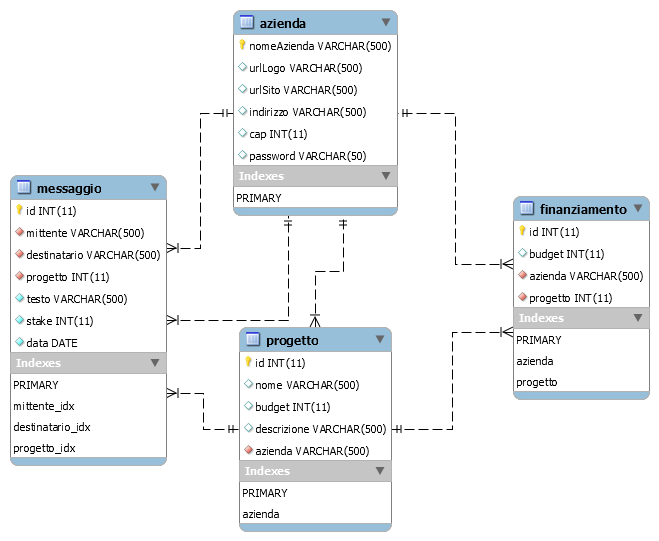 azienda
nomeAzienda VARCHAR(500)
urlLogo VARCHAR(500)
urlSito VARCHAR(500)
indirizzo VARCHAR(500)
cap INT(11)
password VARCHAR(50)
Indexes
PRIMARY
messaggio
id INT(11)
mittente VARCHAR(500)
destinatario VARCHAR(500)
progetto INT(11)
testo VARCHAR(500)
stake INT(11)
data DATE
Indexes
PRIMARY
mittente_idx
destinatario_idx
progetto_idx
finanziamento
id INT(11)
budget INT(11)
azienda VARCHAR(500)
progetto INT(11)
Indexes
PRIMARY
azienda
progetto
progetto
id INT(11)
nome VARCHAR(500)
budget INT(11)
descrizione VARCHAR(500)
azienda VARCHAR(500)
Indexes
PRIMARY
azienda